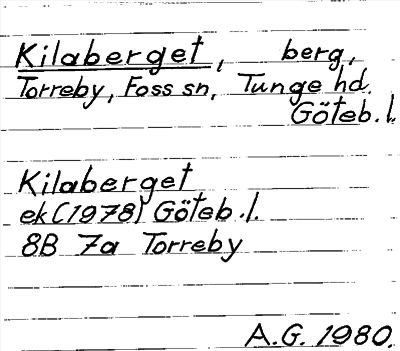 Kilaberget, berg,
Torreby, Foss sn, Tunge hd.
Göteb.l.
Kilaberget
ek(1978) Göteb.l.
8B 7a Torreby
A.G. 1980.